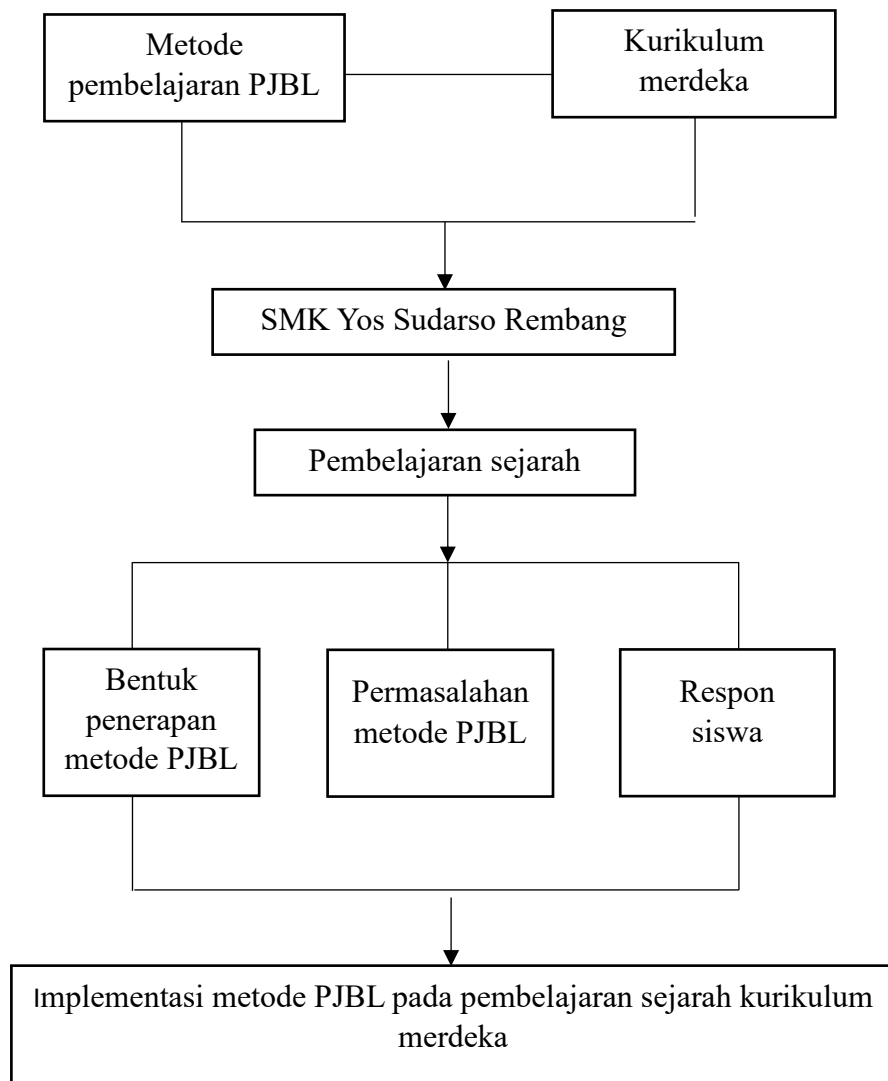 Metode
pembelajaran PJBL
Kurikulum
merdeka
SMK Yos Sudarso Rembang
Pembelajaran sejarah
Bentuk
penerapan
metode PJBL
Permasalahan
metode PJBL
Respon
siswa
Implementasi metode PJBL pada pembelajaran sejarah kurikulum
merdeka